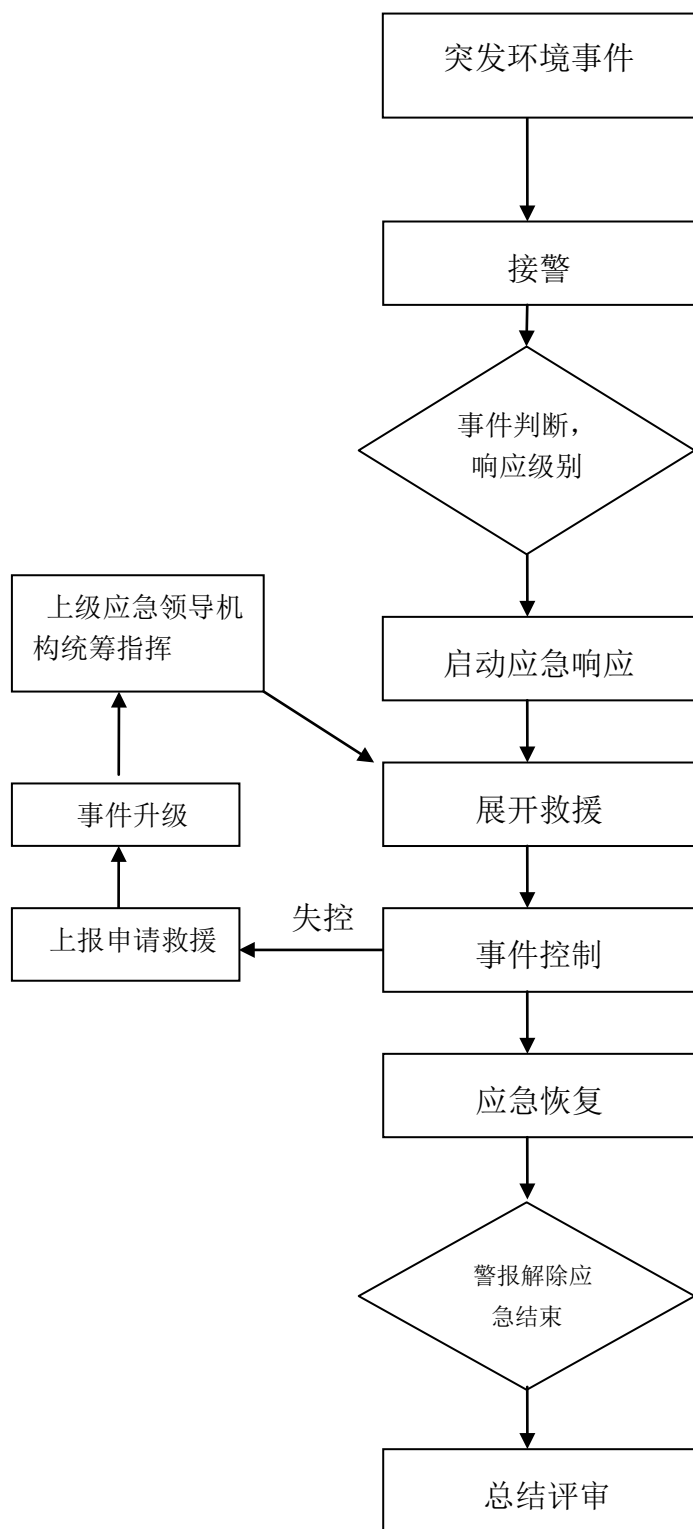 突发环境事件
接警
事件判断，
响应级别
上级应急领导机
构统筹指挥
启动应急响应
事件升级
展开救援
失控
上报申请救援
事件控制
应急恢复
警报解除应
急结束
总结评审